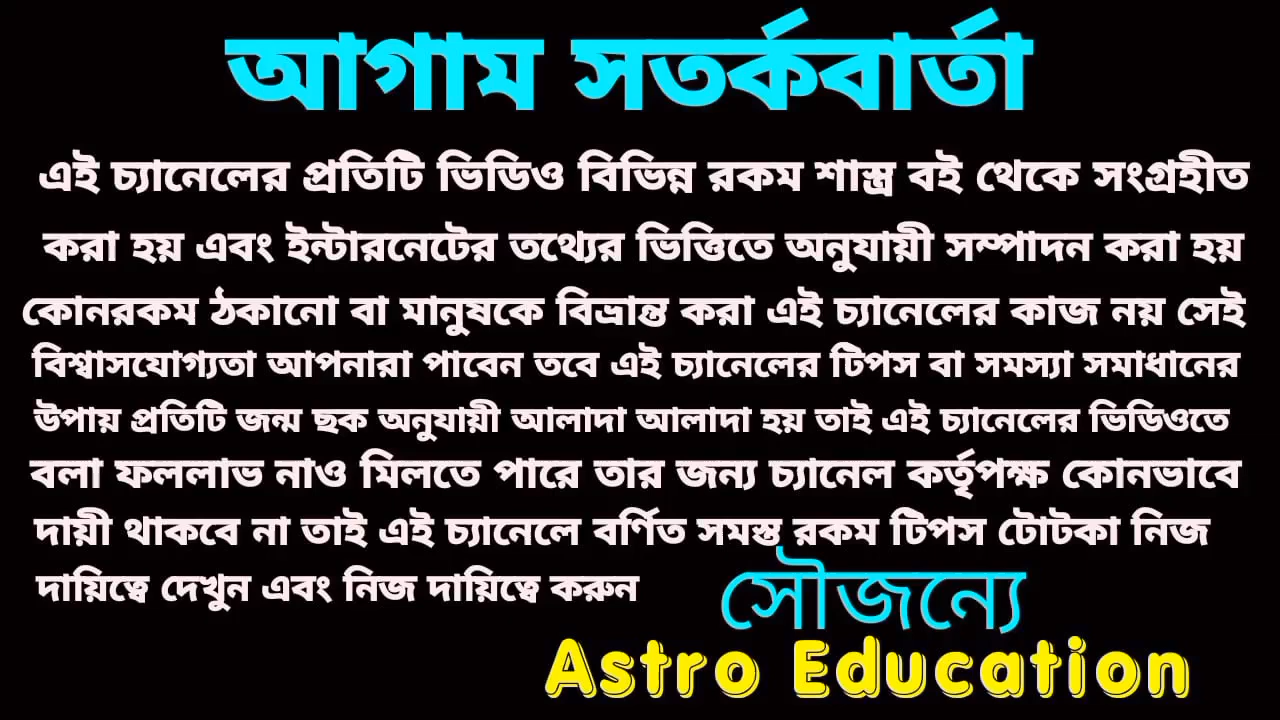 আগাম সতর্কবার্তা
এই চ্যানেলের প্রতিটি ভিডিও বিভিন্ন রকম শাস্ত্র বই থেকে সংগ্রহীত
করা হয় এবং ইন্টারনেটের তথ্যের ভিত্তিতে অনুযায়ী সম্পাদন করা হয়
কোনরকম ঠকানো বা মানুষকে বিভ্রান্ত করা এই চ্যানেলের কাজ নয় সেই
বিশ্বাসযোগ্যতা আপনারা পাবেন তবে এই চ্যানেলের টিপস বা সমস্যা সমাধানের
উপায় প্রতিটি জন্ম ছক অনুযায়ী আলাদা আলাদা হয় তাই এই চ্যানেলের ভিডিওতে
বলা ফললাভ নাও মিলতে পারে তার জন্য চ্যানেল কর্তৃপক্ষ কোনভাবে
দায়ী থাকবে না তাই এই চ্যানেলে বর্ণিত সমস্ত রকম টিপস টোটকা নিজ
দায়িত্বে দেখুন এবং নিজ দায়িত্বে করুন
সৌজন্যে
Astro Education